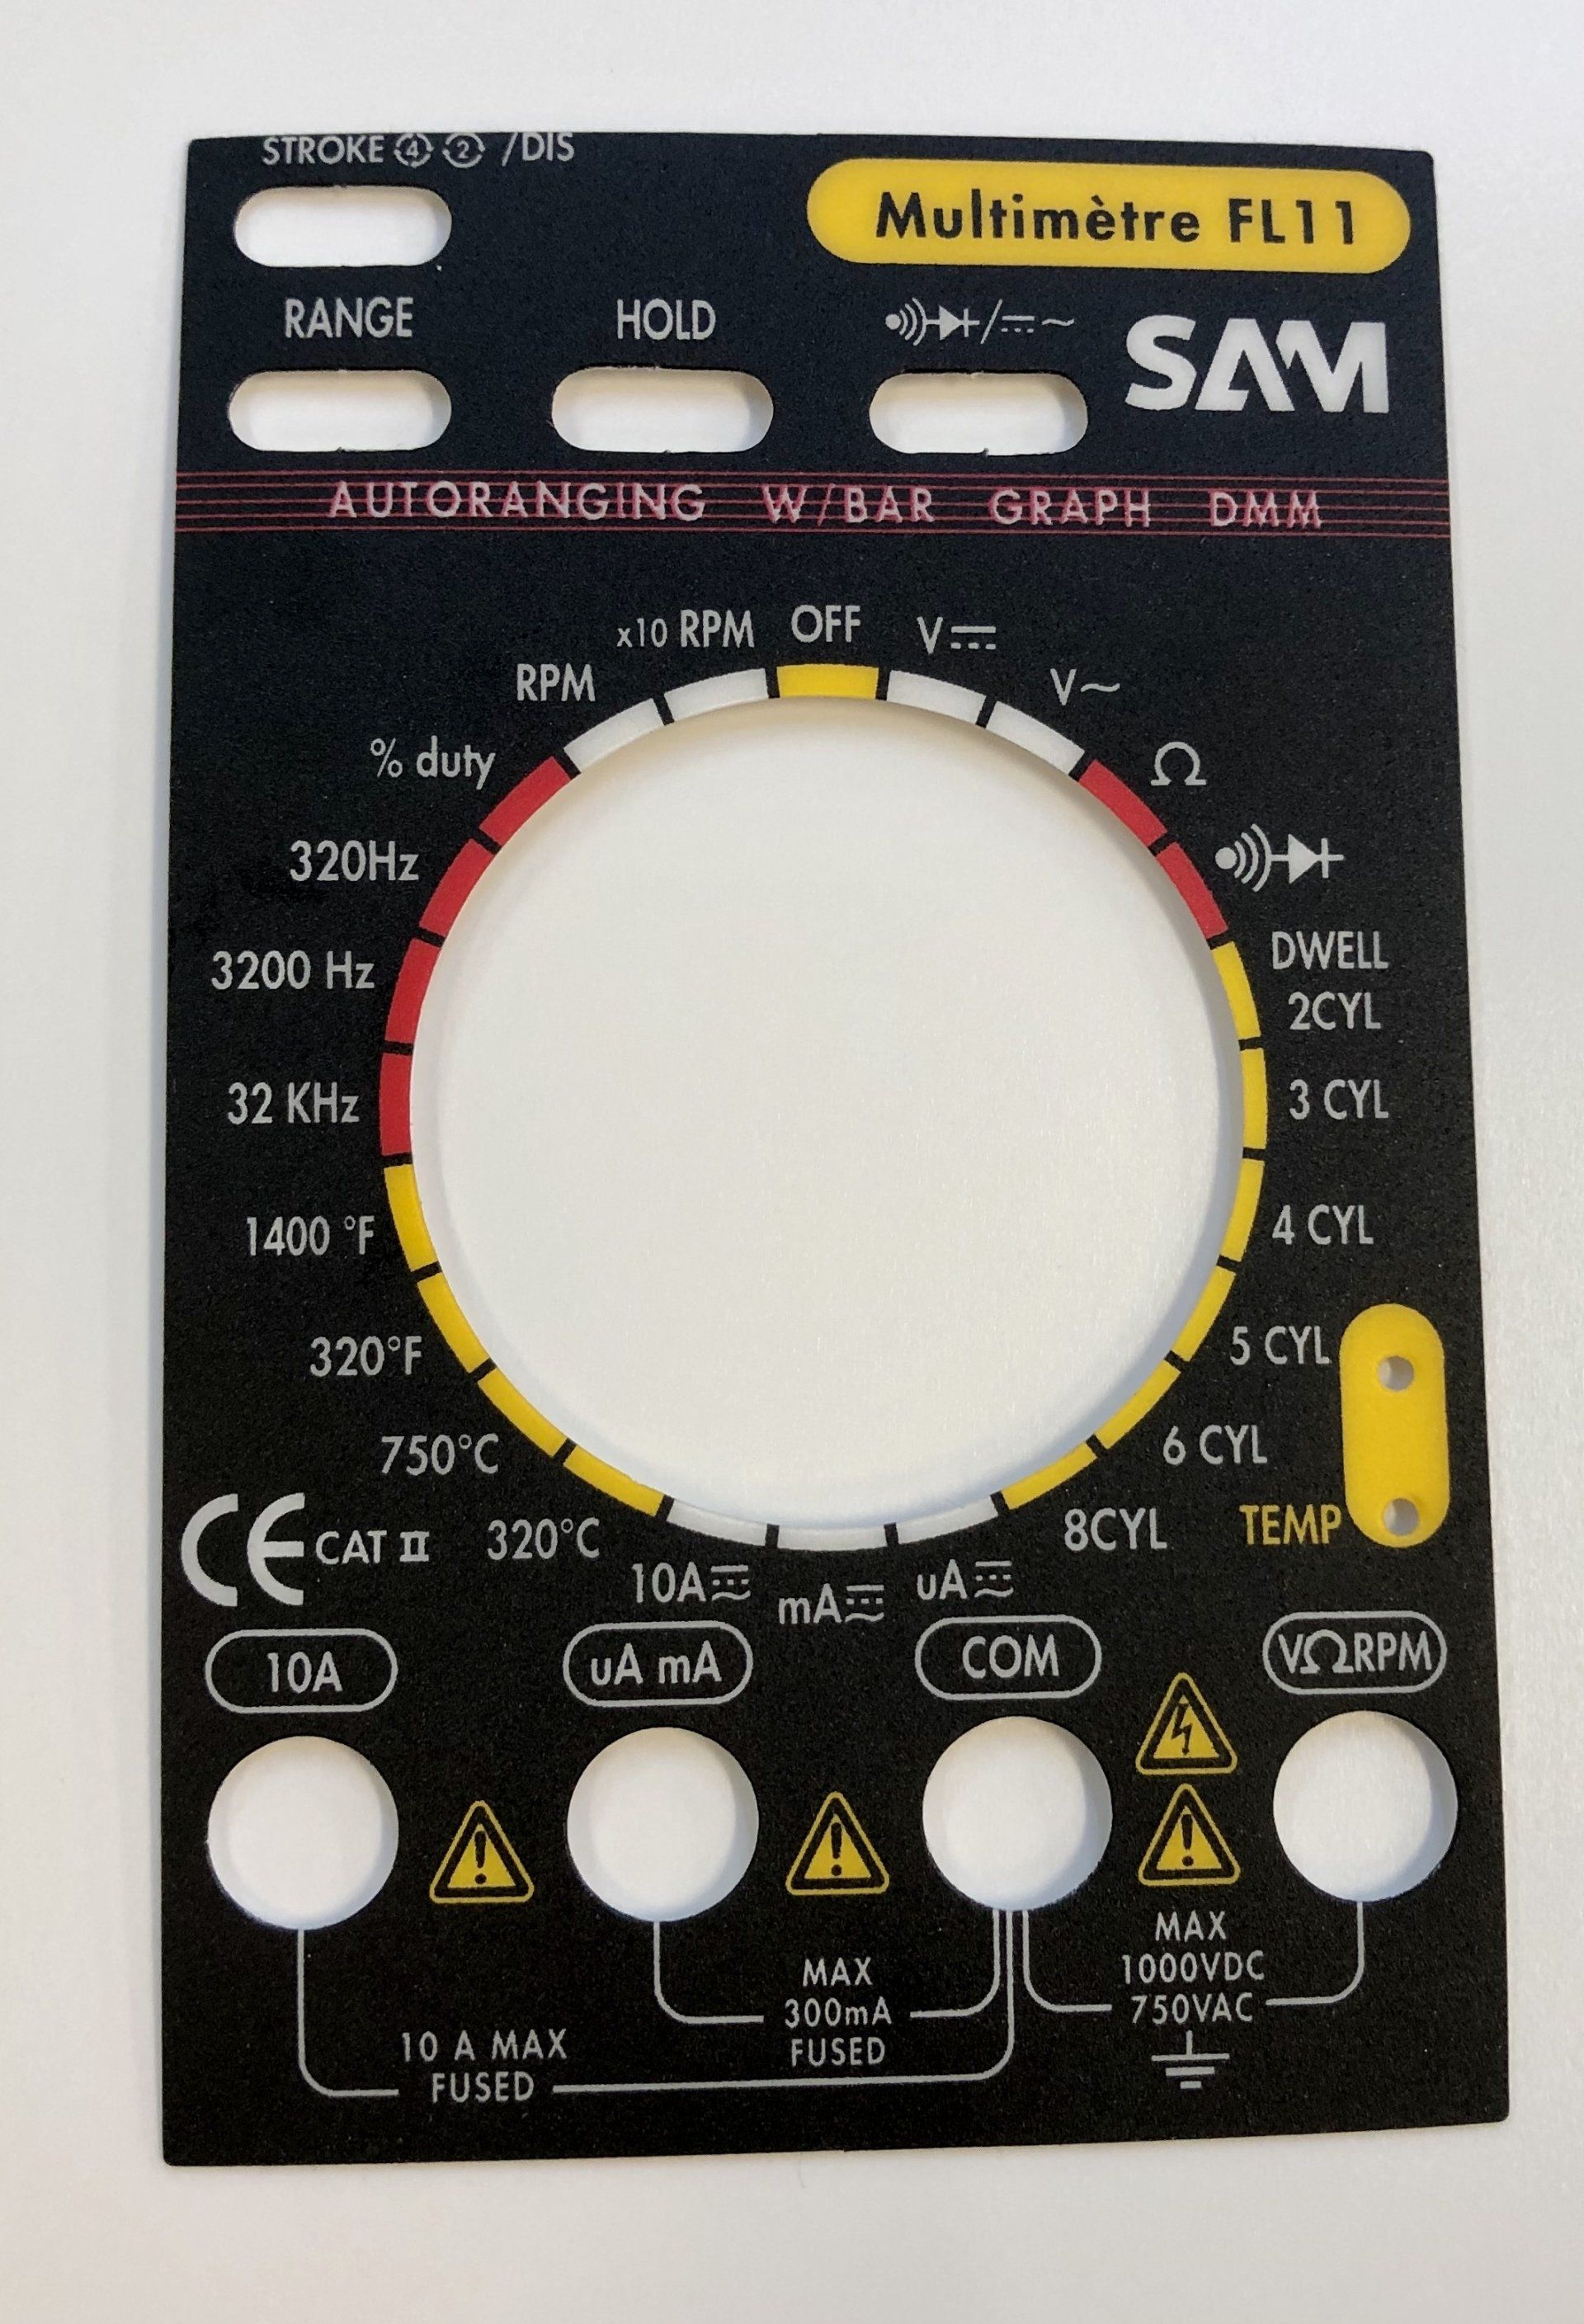 STROKE 4 2 /DIS
Multimètre FL11
RANGE HOLD
SAM
AUTORANGING W/BAR GRAPH DMM
OFF
x10 RPM
V
RPM
V~
% duty
Ω
320Hz
DWELL
3200 Hz
2CYL
32 KHz
3 CYL
1400 °F
4 CYL
320°F
5 CYL
750°C
6 CYL
CE CAT II
320°C
8CYL
TEMP
10A
mA
uA
10A
uA mA
COM
VΩRPM
10 A MAX
FUSED
MAX
300mA
FUSED
MAX
1000VDC
750VAC